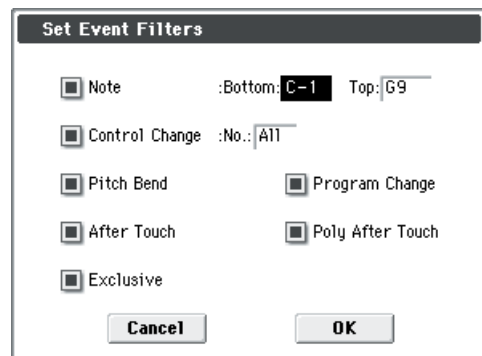 Set Event Filters
Note :Bottom: C-1 Top: G9
Control Change :No.: All
Pitch Bend Program Change
After Touch Poly After Touch
Exclusive
Cancel OK